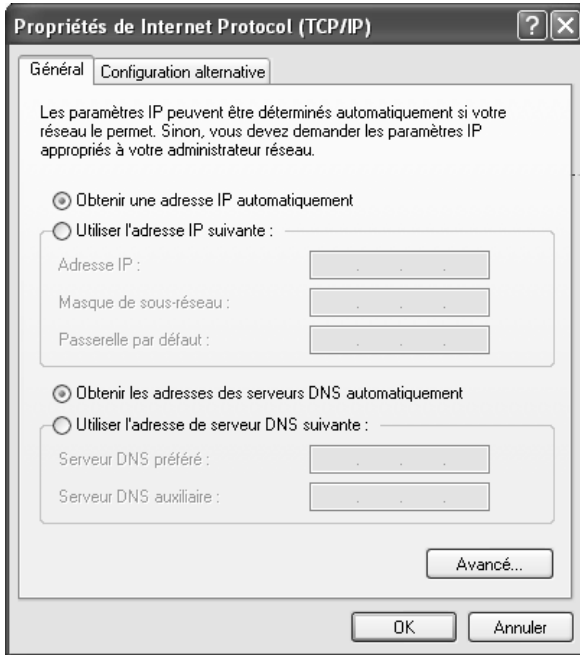 Propriétés de Internet Protocol (TCP/IP)
Général
Configuration alternative
Les paramètres IP peuvent être déterminés automatiquement si votre
réseau le permet. Sinon, vous devez demander les paramètres IP
appropriés à votre administrateur réseau.
Obtenir une adresse IP automatiquement
Utiliser l'adresse IP suivante :
Adresse IP :
Masque de sous-réseau :
Passerelle par défaut :
Obtenir les adresses des serveurs DNS automatiquement
Utiliser l'adresse de serveur DNS suivante :
Serveur DNS préféré :
Serveur DNS auxiliaire :
Avancé...
OK
Annuler